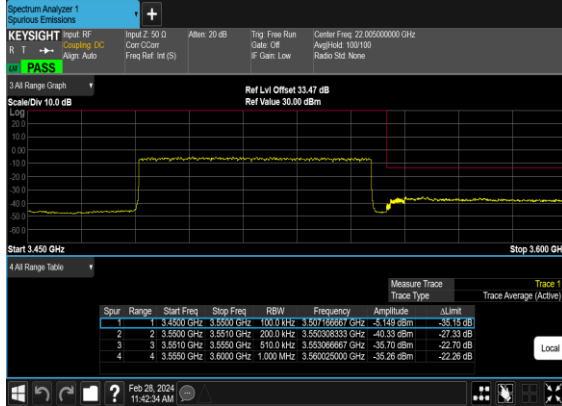 Spectrum Analyzer 1
Spurious Emissions
+
KEYSIGHT Input: RF Input Z: 50 Ω Atten: 20 dB Trig: Free Run Center Freq: 22.005000000 GHz
R T Coupling: DC Corr CCorr Gate: Off Avg|Hold: 100/100
Align: Auto Freq Ref: Int (S) IF Gain: Low Radio Std: None
PASS
3 All Range Graph
Ref Lvl Offset 33.47 dB
Scale/Div 10.0 dB Ref Value 30.00 dBm
Log
20.0
10.0
0.00
-10.0
-20.0
-30.0
-40.0
-50.0
-60.0
Start 3.450 GHz Stop 3.600 GH
4 All Range Table
Measure Trace Trace 1
Trace Type Trace Average (Active)
Spur Range Start Freq Stop Freq RBW Frequency Amplitude ΔLimit
1 1 3.4500 GHz 3.5500 GHz 100.0 kHz 3.507166667 GHz -5.149 dBm -35.15 dB
2 2 3.5500 GHz 3.5510 GHz 200.0 kHz 3.550308333 GHz -40.33 dBm -27.33 dB
3 3 3.5510 GHz 3.5550 GHz 510.0 kHz 3.553066667 GHz -35.70 dBm -22.70 dB
4 4 3.5550 GHz 3.6000 GHz 1.000 MHz 3.560025000 GHz -35.26 dBm -22.26 dB
Local
?
Feb 28, 2024
11:42:34 AM